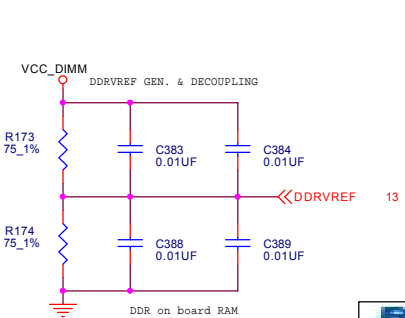 VCC_DIMM
DDRVREF GEN. & DECOUPLING
R173
75_1%
C383
0.01UF
C384
0.01UF
DDRVREF 13
R174
75_1%
C388
0.01UF
C389
0.01UF
DDR on board RAM